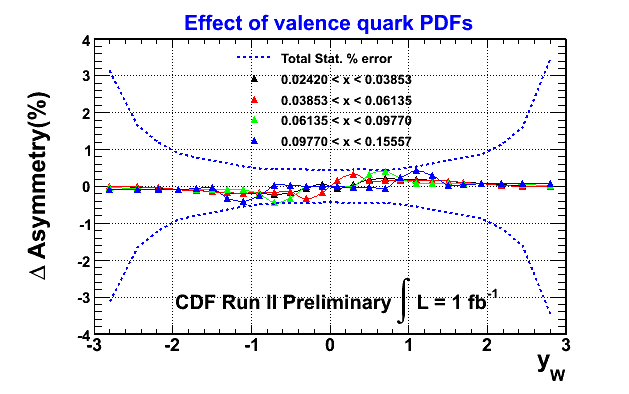 Effect of valence quark PDFs
Total Stat. % error
0.02420 < x < 0.03853
0.03853 < x < 0.06135
0.06135 < x < 0.09770
0.09770 < x < 0.15557
Δ Asymmetry(%)
4
3
2
1
0
-1
-2
-3
-4
CDF Run II Preliminary ∫ L = 1 fb⁻¹
-3 -2 -1 0 1 2 3
y_W